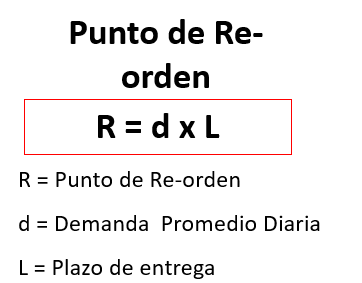 Punto de Re-
orden
R = d x L
R = Punto de Re-orden
d = Demanda  Promedio Diaria
L = Plazo de entrega